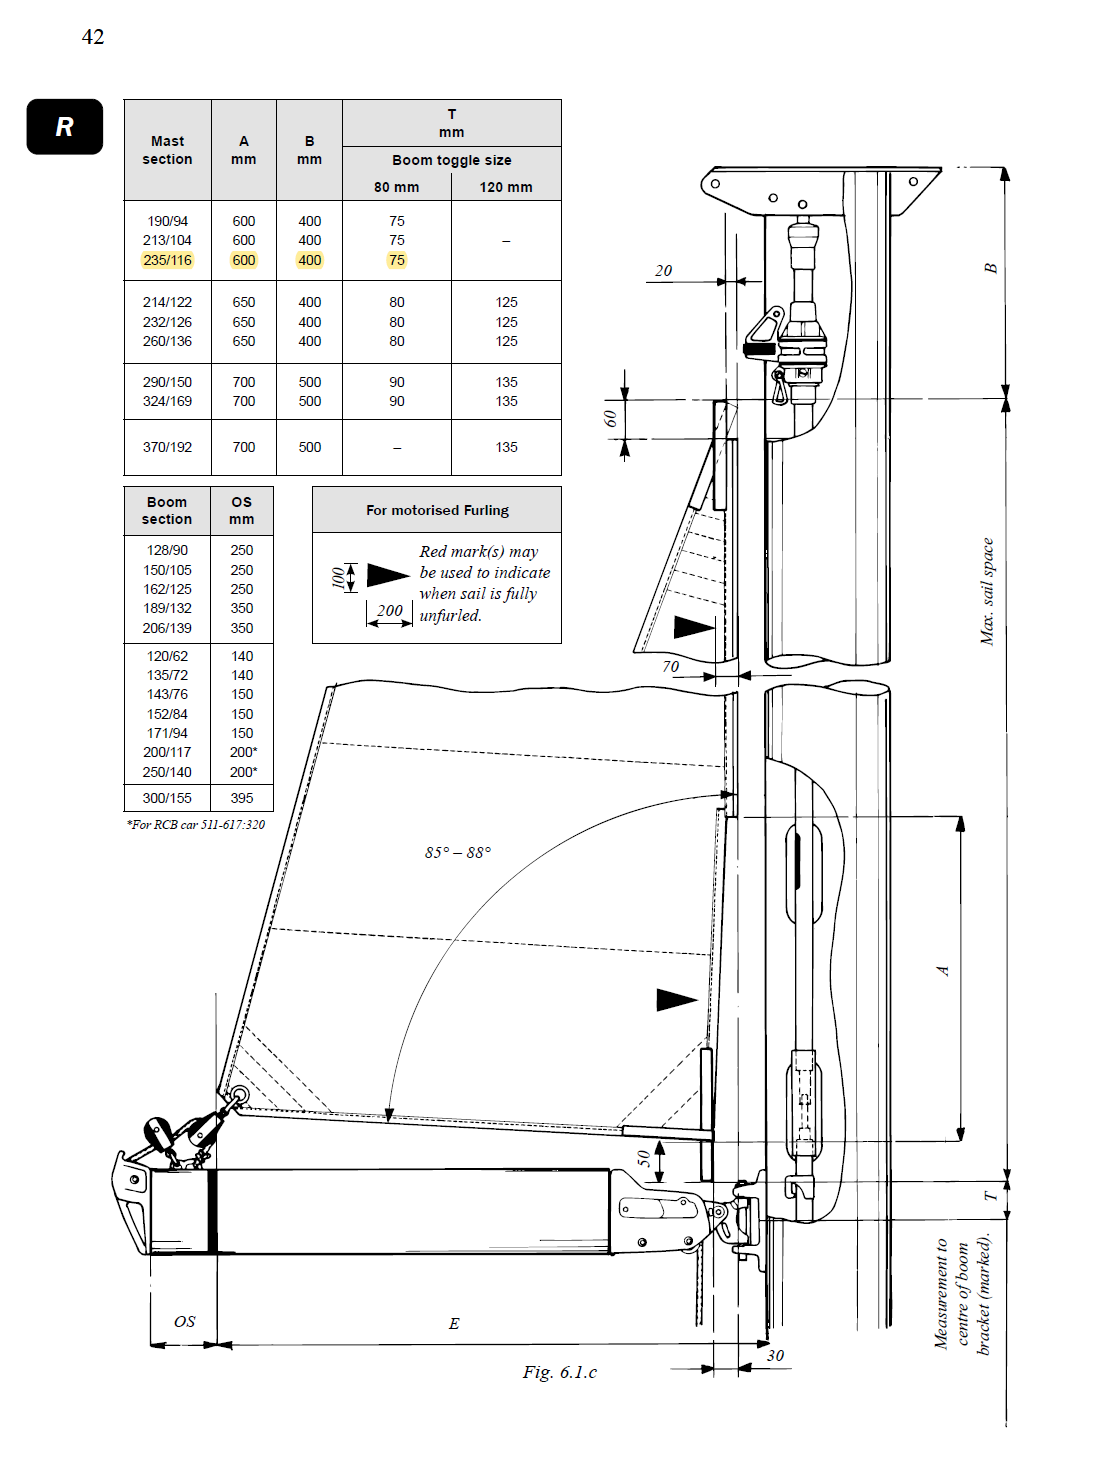 42
R
Mast section
A mm
B mm
T mm
Boom toggle size
80 mm 120 mm
190/94 600 400 75
213/104 600 400 75 –
235/116 600 400 75
214/122 650 400 80 125
232/126 650 400 80 125
260/136 650 400 80 125
290/150 700 500 90 135
324/169 700 500 90 135
370/192 700 500 – 135
Boom section
OS mm
128/90 250
150/105 250
162/125 250
189/132 350
206/139 350
120/62 140
135/72 140
143/76 150
152/84 150
171/94 150
200/117 200*
250/140 200*
300/155 395
*For RCB car 511-617:320
For motorised Furling
100
200
Red mark(s) may
be used to indicate
when sail is fully
unfurled.
20
B
60
Max. sail space
70
85° – 88°
A
50
T
Measurement to
centre of boom
bracket (marked).
OS
E
30
Fig. 6.1.c